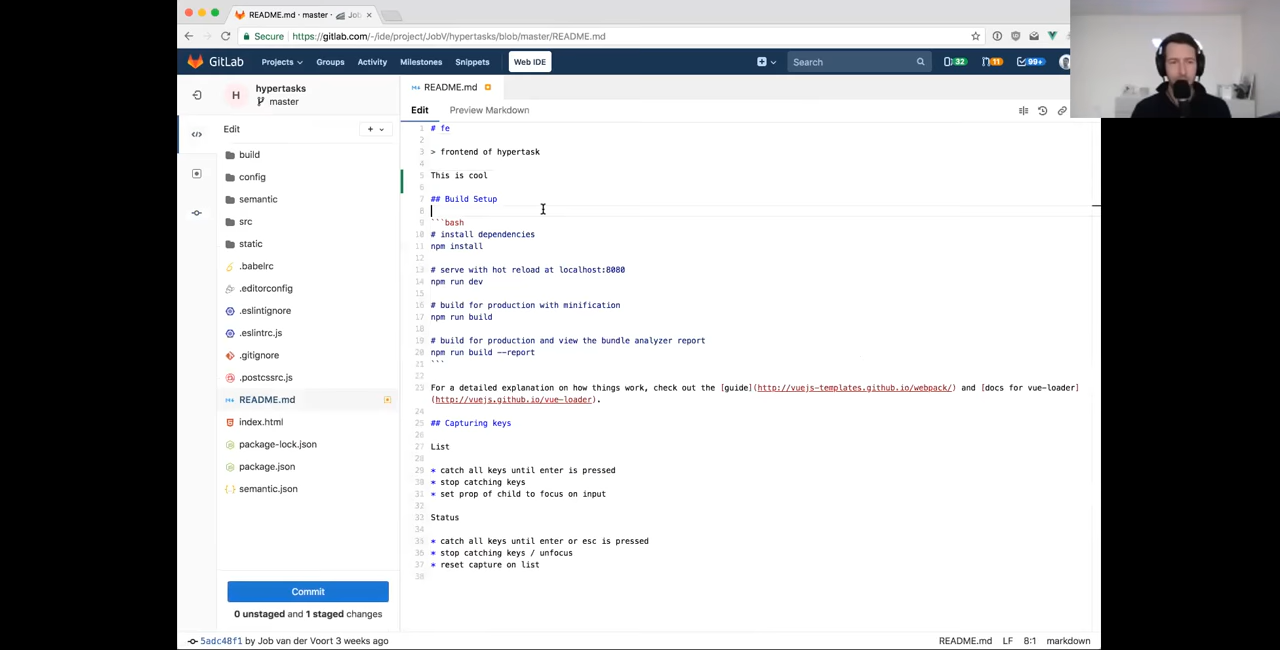 README.md · master · Job
Secure https://gitlab.com/-/ide/project/JobV/hypertasks/blob/master/README.md
GitLab Projects Groups Activity Milestones Snippets Web IDE Search 32 11 99+
H hypertasks
master
README.md
Edit Preview Markdown
Edit
build
config
semantic
src
static
.babelrc
.editorconfig
.eslintignore
.eslintrc.js
.gitignore
.postcssrc.js
README.md
index.html
package-lock.json
package.json
semantic.json
Commit
0 unstaged and 1 staged changes
1 # fe
2
3 > frontend of hypertask
4
5 This is cool
6
7 ## Build Setup
8
9 ```bash
10 # install dependencies
11 npm install
12
13 # serve with hot reload at localhost:8080
14 npm run dev
15
16 # build for production with minification
17 npm run build
18
19 # build for production and view the bundle analyzer report
20 npm run build --report
21 ```
22
23 For a detailed explanation on how things work, check out the [guide](http://vuejs-templates.github.io/webpack/) and [docs for vue-loader]
(http://vuejs.github.io/vue-loader).
24
25 ## Capturing keys
26
27 List
28
29 * catch all keys until enter is pressed
30 * stop catching keys
31 * set prop of child to focus on input
32
33 Status
34
35 * catch all keys until enter or esc is pressed
36 * stop catching keys / unfocus
37 * reset capture on list
38
5adc48f1 by Job van der Voort 3 weeks ago
README.md LF 8:1 markdown